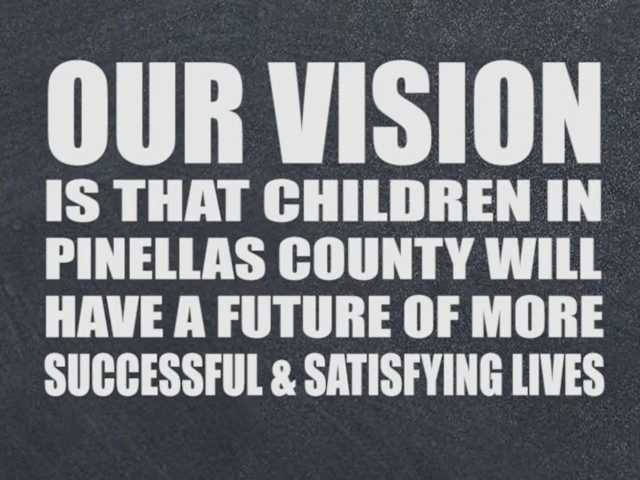 OUR VISION
IS THAT CHILDREN IN
PINELLAS COUNTY WILL
HAVE A FUTURE OF MORE
SUCCESSFUL & SATISFYING LIVES